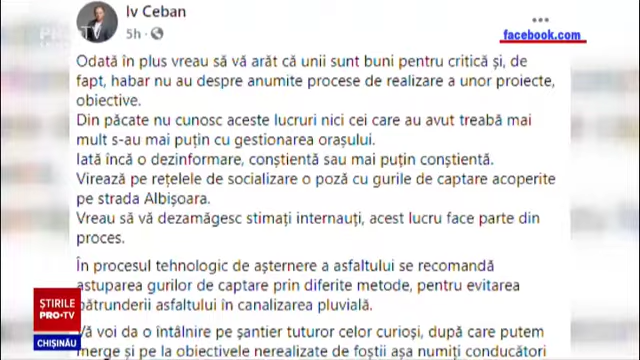 Iv Ceban
5h
facebook.com
Odată în plus vreau să vă arăt că unii sunt buni pentru critică și, de
fapt, habar nu au despre anumite procese de realizare a unor proiecte,
obiective.
Din păcate nu cunosc aceste lucruri nici cei care au avut treabă mai
mult s-au mai puțin cu gestionarea orașului.
Iată încă o dezinformare, conștientă sau mai puțin conștientă.
Virează pe rețelele de socializare o poză cu gurile de captare acoperite
pe strada Albișoara.
Vreau să vă dezamăgesc stimați internauți, acest lucru face parte din
proces.
În procesul tehnologic de așternere a asfaltului se recomandă
astuparea gurilor de captare prin diferite metode, pentru evitarea
pătrunderii asfaltului în canalizarea pluvială.
Vă voi da o întâlnire pe șantier tuturor celor curioși, după care putem
merge și pe la obiectivele nerealizate de foștii așa numiți conducători
ȘTIRILE
PRO•TV
CHIȘINĂU